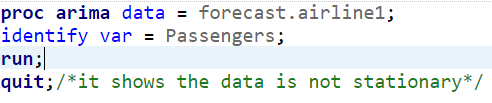 proc arima data = forecast.airline1;
identify var = Passengers;
run;
quit;/*it shows the data is not stationary*/